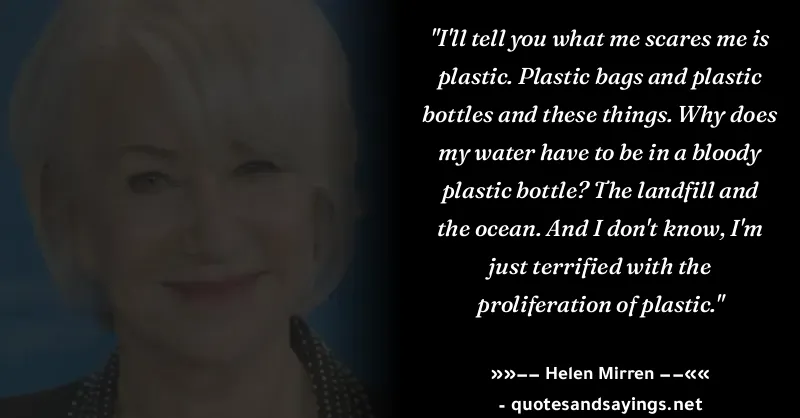 "I'll tell you what me scares me is
plastic. Plastic bags and plastic
bottles and these things. Why does
my water have to be in a bloody
plastic bottle? The landfill and
the ocean. And I don't know, I'm
just terrified with the
proliferation of plastic."
»»−− Helen Mirren −−««
- quotesandsayings.net